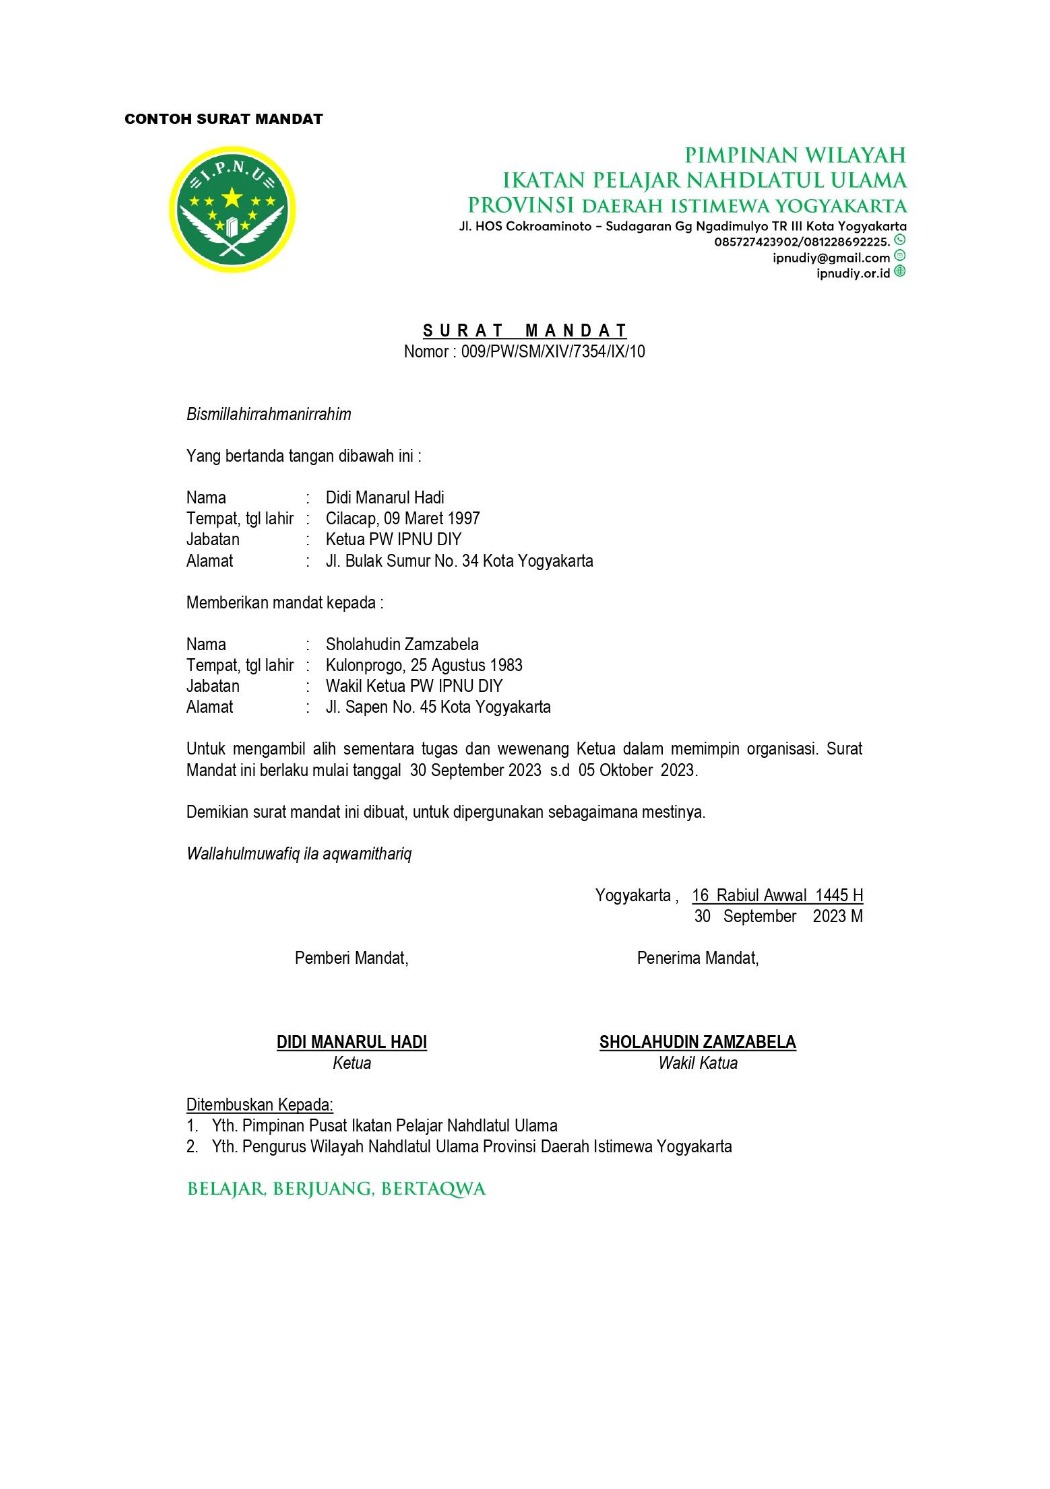 CONTOH SURAT MANDAT
I.P.N.U
PIMPINAN WILAYAH
IKATAN PELAJAR NAHDLATUL ULAMA
PROVINSI DAERAH ISTIMEWA YOGYAKARTA
Jl. HOS Cokroaminoto – Sudagaran Gg Ngadimulyo TR III Kota Yogyakarta
085727423902/081228692225.
ipnudiy@gmail.com
ipnudiy.or.id
SURAT MANDAT
Nomor : 009/PW/SM/XIV/7354/IX/10
Bismillahirrahmanirrahim
Yang bertanda tangan dibawah ini :
Nama : Didi Manarul Hadi
Tempat, tgl lahir : Cilacap, 09 Maret 1997
Jabatan : Ketua PW IPNU DIY
Alamat : Jl. Bulak Sumur No. 34 Kota Yogyakarta
Memberikan mandat kepada :
Nama : Sholahudin Zamzabela
Tempat, tgl lahir : Kulonprogo, 25 Agustus 1983
Jabatan : Wakil Ketua PW IPNU DIY
Alamat : Jl. Sapen No. 45 Kota Yogyakarta
Untuk mengambil alih sementara tugas dan wewenang Ketua dalam memimpin organisasi. Surat
Mandat ini berlaku mulai tanggal 30 September 2023 s.d 05 Oktober 2023.
Demikian surat mandat ini dibuat, untuk dipergunakan sebagaimana mestinya.
Wallahulmuwafiq ila aqwamithariq
Yogyakarta , 16 Rabiul Awwal 1445 H
30 September 2023 M
Pemberi Mandat, Penerima Mandat,
DIDI MANARUL HADI SHOLAHUDIN ZAMZABELA
Ketua Wakil Katua
Ditembuskan Kepada:
1. Yth. Pimpinan Pusat Ikatan Pelajar Nahdlatul Ulama
2. Yth. Pengurus Wilayah Nahdlatul Ulama Provinsi Daerah Istimewa Yogyakarta
BELAJAR, BERJUANG, BERTAQWA